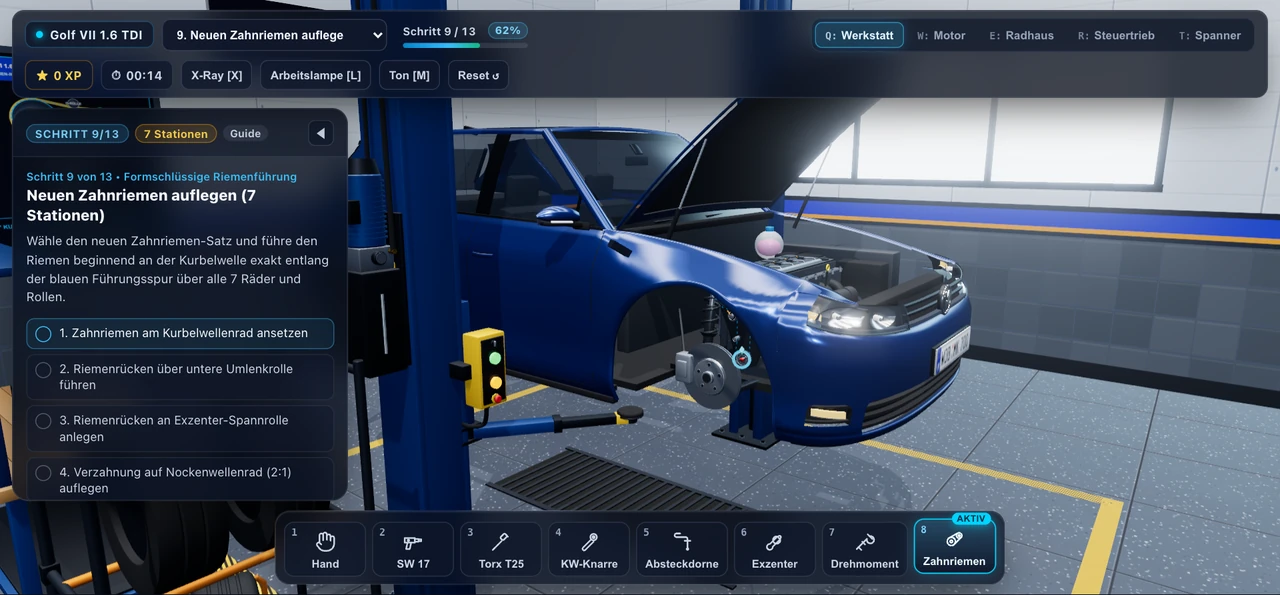 Golf VII 1.6 TDI
9. Neuen Zahnriemen auflege
Schritt 9 / 13
62%
Q: Werkstatt
W: Motor
E: Radhaus
R: Steuertrieb
T: Spanner
0 XP
00:14
X-Ray [X]
Arbeitslampe [L]
Ton [M]
Reset ↺
SCHRITT 9/13
7 Stationen
Guide
Schritt 9 von 13 • Formschlüssige Riemenführung
Neuen Zahnriemen auflegen (7
Stationen)
Wähle den neuen Zahnriemen-Satz und führe den
Riemen beginnend an der Kurbelwelle exakt entlang
der blauen Führungsspur über alle 7 Räder und
Rollen.
1. Zahnriemen am Kurbelwellenrad ansetzen
2. Riemenrücken über untere Umlenkrolle
führen
3. Riemenrücken an Exzenter-Spannrolle
anlegen
4. Verzahnung auf Nockenwellenrad (2:1)
auflegen
1
Hand
2
SW 17
3
Torx T25
4
KW-Knarre
5
Absteckdorne
6
Exzenter
7
Drehmoment
8
AKTIV
Zahnriemen